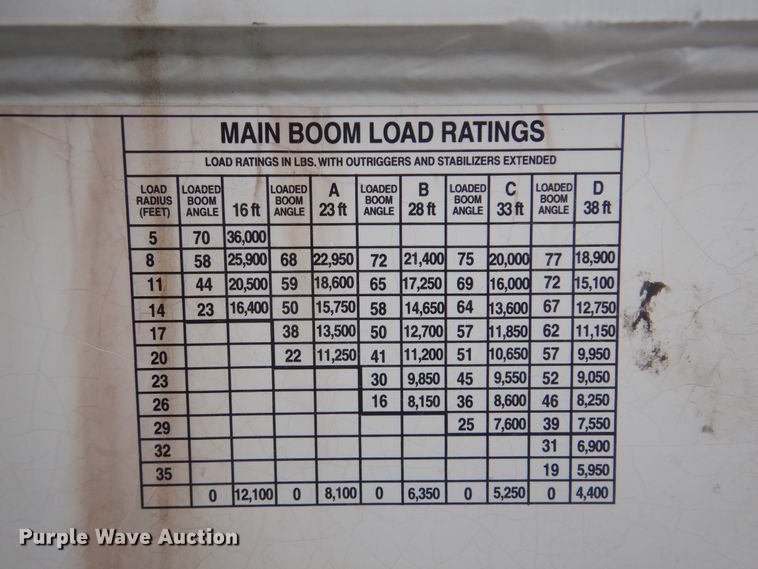 MAIN BOOM LOAD RATINGS
LOAD RATINGS IN LBS. WITH OUTRIGGERS AND STABILIZERS EXTENDED
LOAD RADIUS (FEET) LOADED BOOM ANGLE 16 ft LOADED BOOM ANGLE A 23 ft LOADED BOOM ANGLE B 28 ft LOADED BOOM ANGLE C 33 ft LOADED BOOM ANGLE D 38 ft
5 70 36,000
8 58 25,900 68 22,950 72 21,400 75 20,000 77 18,900
11 44 20,500 59 18,600 65 17,250 69 16,000 72 15,100
14 23 16,400 50 15,750 58 14,650 64 13,600 67 12,750
17 38 13,500 50 12,700 57 11,850 62 11,150
20 22 11,250 41 11,200 51 10,650 57 9,950
23 30 9,850 45 9,550 52 9,050
26 16 8,150 36 8,600 46 8,250
29 25 7,600 39 7,550
32 31 6,900
35 19 5,950
0 12,100 0 8,100 0 6,350 0 5,250 0 4,400
Purple Wave Auction